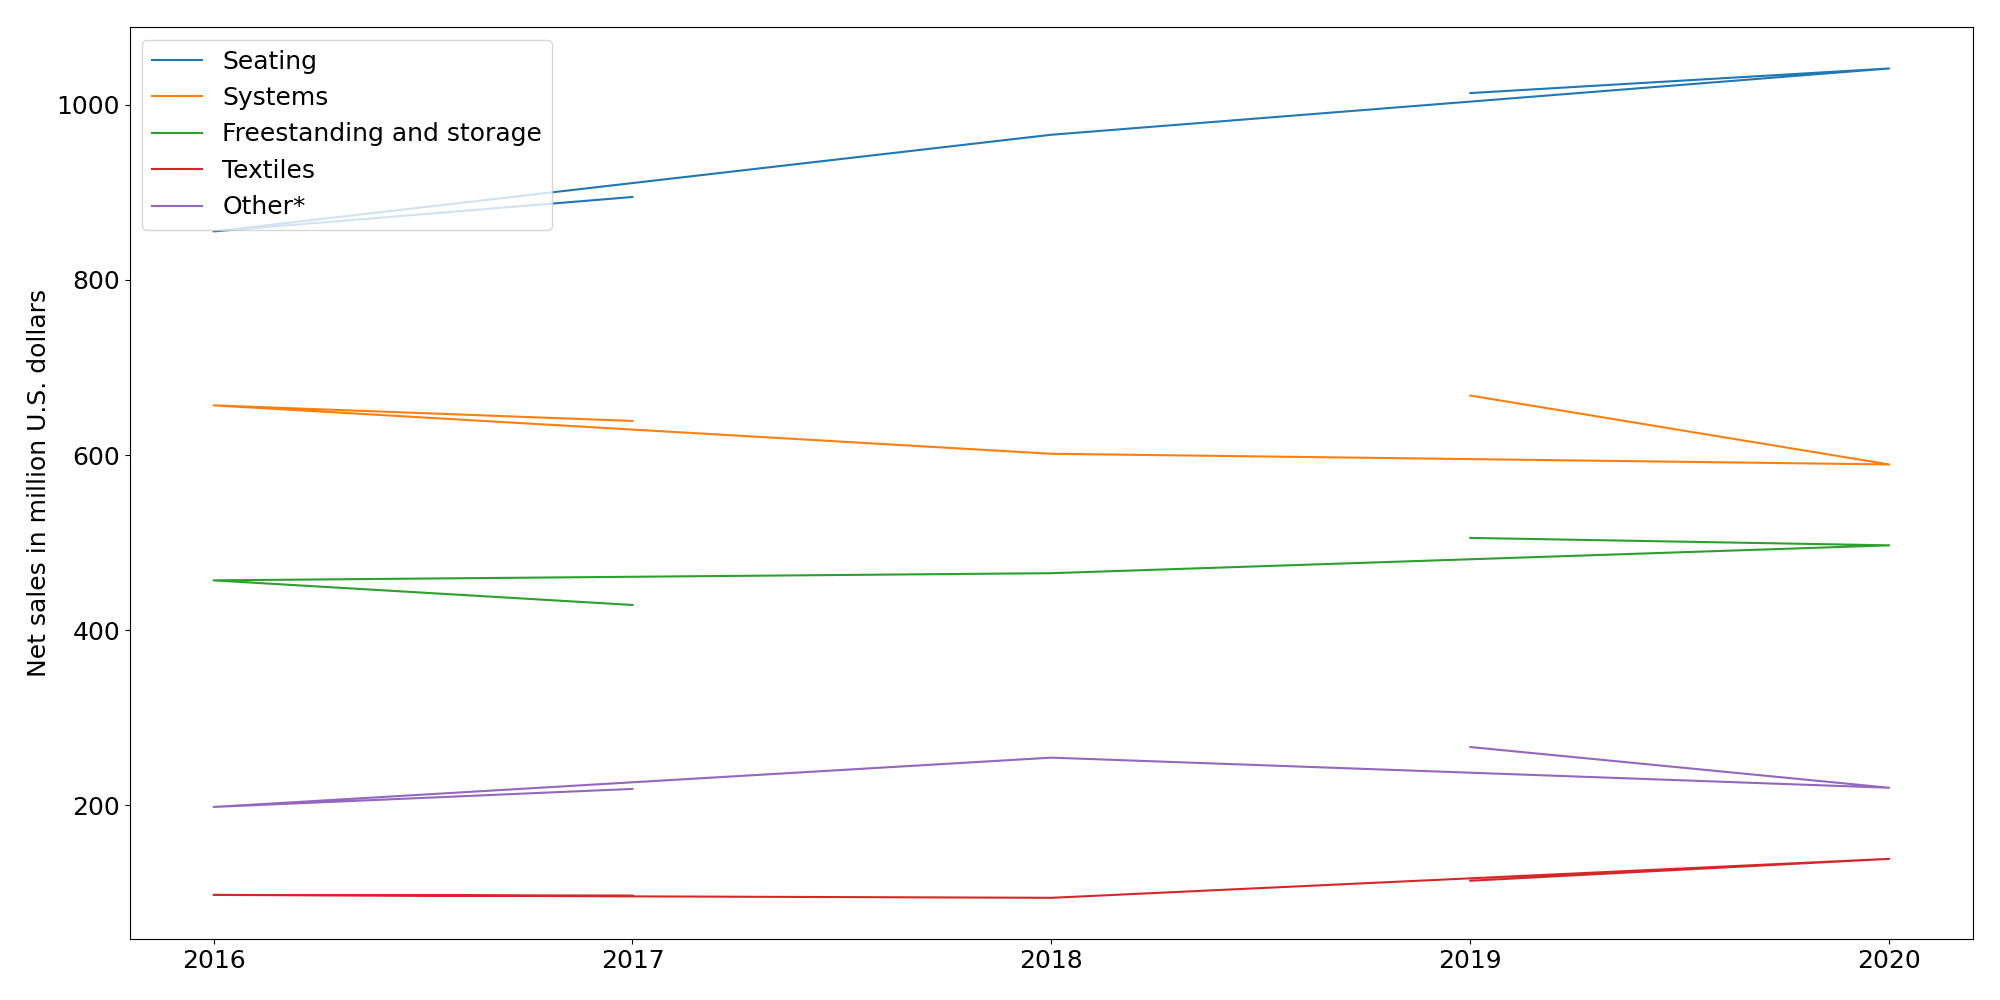 Seating
Systems
Freestanding and storage
Textiles
Other*
1000
800
600
400
200
Net sales in million U.S. dollars
2016 2017 2018 2019 2020